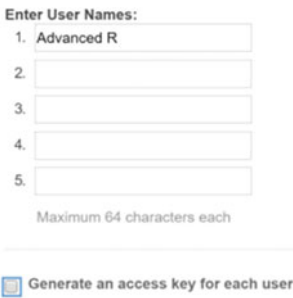 Enter User Names:
1. Advanced R
2.
3.
4.
5.
Maximum 64 characters each
Generate an access key for each user